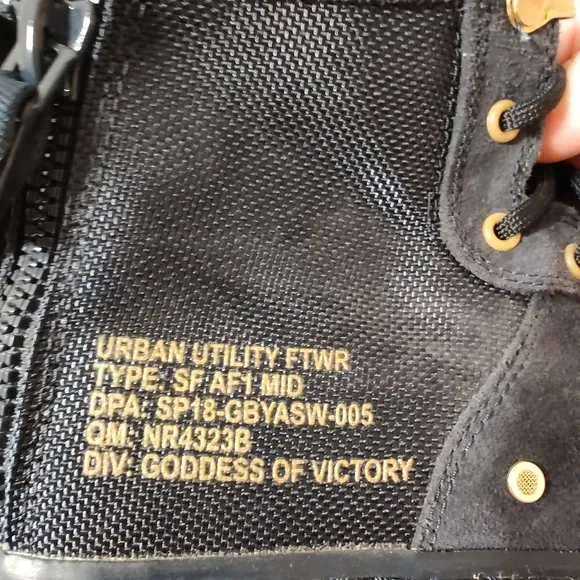 URBAN UTILITY FTWR
TYPE: SF AF1 MID
DPA: SP18-GBYASW-005
QM: NR4323B
DIV: GODDESS OF VICTORY